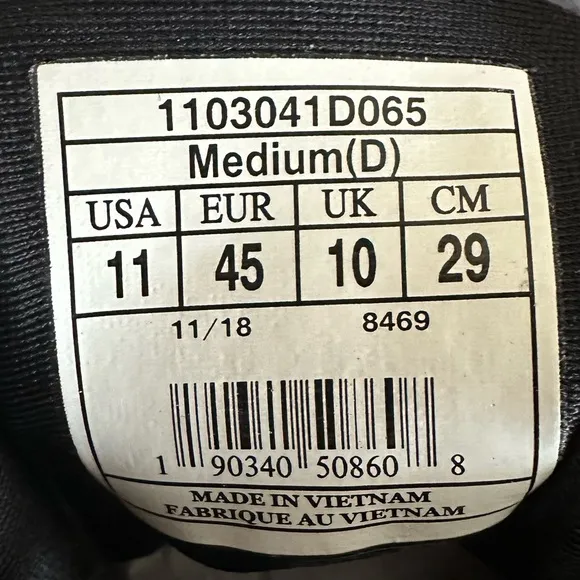 1103041D065
Medium(D)
USA EUR UK CM
11 45 10 29
11/18 8469
1 90340 50860 8
MADE IN VIETNAM
FABRIQUE AU VIETNAM